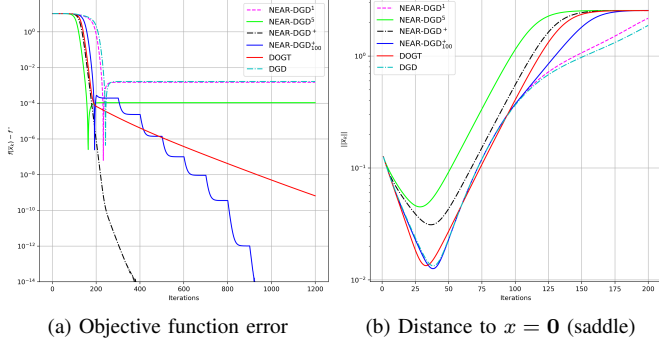 NEAR-DGD¹
NEAR-DGD⁵
NEAR-DGD⁺
NEAR-DGD⁺₁₀₀
DOGT
DGD
10¹
10⁻¹
10⁻⁴
10⁻⁶
10⁻⁸
10⁻¹⁰
10⁻¹²
10⁻¹⁴
0 200 400 600 800 1000 1200
Iterations
(a) Objective function error
NEAR-DGD¹
NEAR-DGD⁵
NEAR-DGD⁺
NEAR-DGD⁺₁₀₀
DOGT
DGD
||x̄ₖ||
10⁰
10⁻¹
10⁻²
0 25 50 75 100 125 150 175 200
Iterations
(b) Distance to x = 0 (saddle)